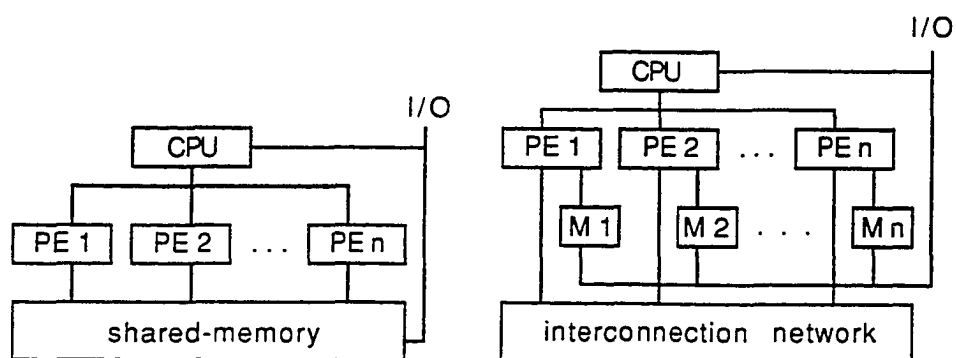 I/O
CPU
PE 1 PE 2 ... PE n
shared-memory
I/O
CPU
PE 1 PE 2 ... PE n
M 1 M 2 ... M n
interconnection network